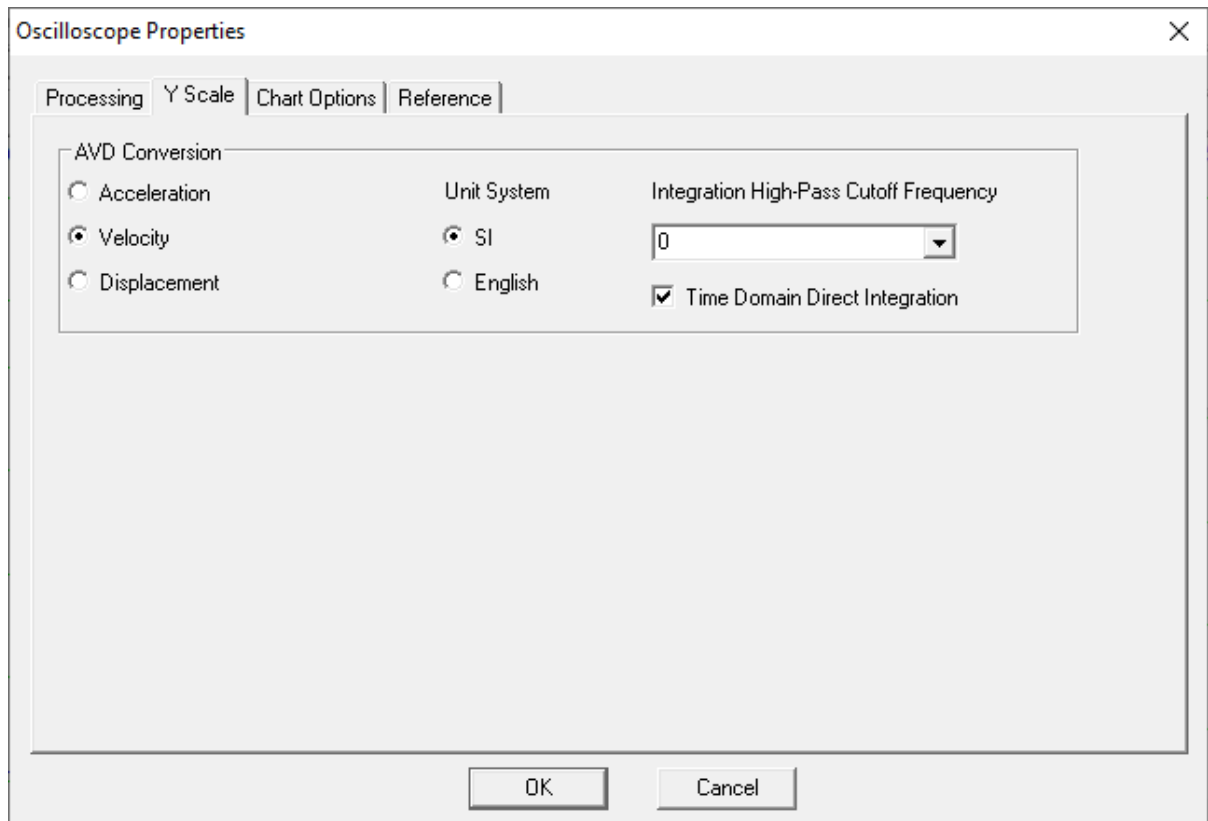 Oscilloscope Properties
Processing Y Scale Chart Options Reference
AVD Conversion
Acceleration Unit System Integration High-Pass Cutoff Frequency
Velocity SI 0
Displacement English Time Domain Direct Integration
OK Cancel